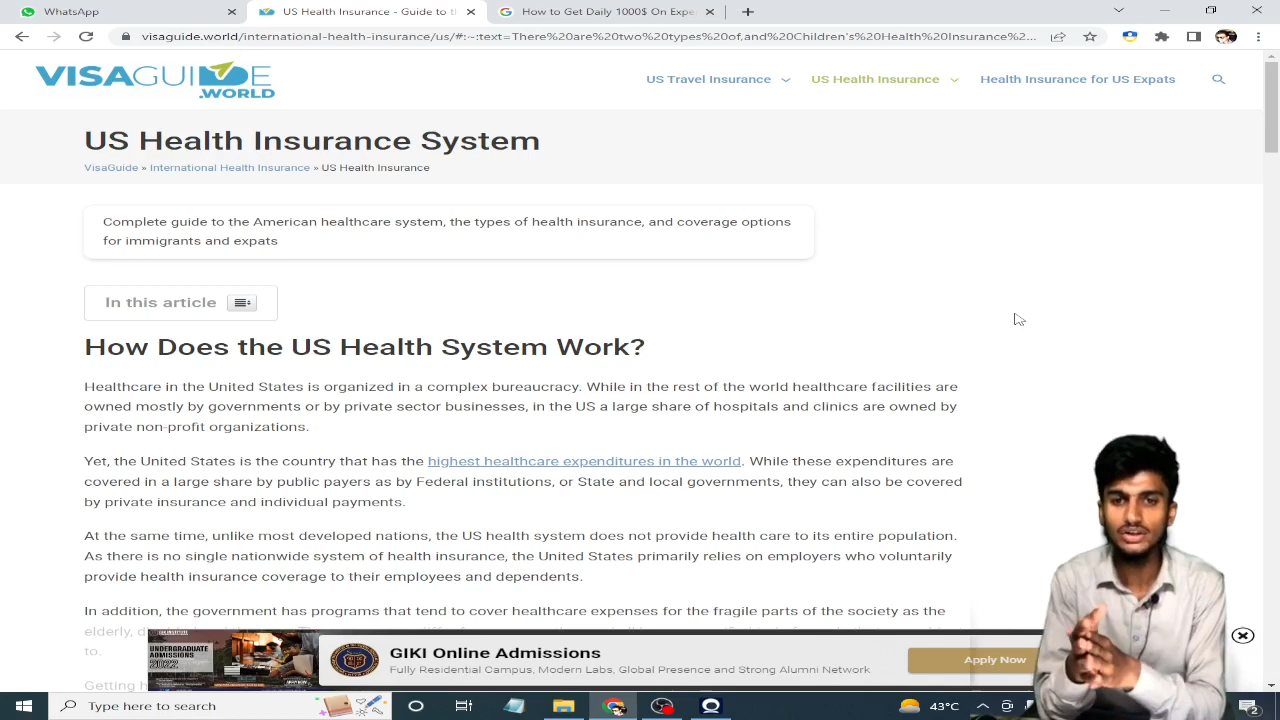 WhatsApp
US Health Insurance - Guide to th
How to Get Daily 1000$ On Exper
visaguide.world/international-health-insurance/us/#:~:text=There%20are%20two%20types%20of,and%20Children's%20Health%20Insurance%2...
VISAGUIDE
.WORLD
US Travel Insurance
US Health Insurance
Health Insurance for US Expats
US Health Insurance System
VisaGuide » International Health Insurance » US Health Insurance
Complete guide to the American healthcare system, the types of health insurance, and coverage options
for immigrants and expats
In this article
How Does the US Health System Work?
Healthcare in the United States is organized in a complex bureaucracy. While in the rest of the world healthcare facilities are
owned mostly by governments or by private sector businesses, in the US a large share of hospitals and clinics are owned by
private non-profit organizations.
Yet, the United States is the country that has the highest healthcare expenditures in the world. While these expenditures are
covered in a large share by public payers as by Federal institutions, or State and local governments, they can also be covered
by private insurance and individual payments.
At the same time, unlike most developed nations, the US health system does not provide health care to its entire population.
As there is no single nationwide system of health insurance, the United States primarily relies on employers who voluntarily
provide health insurance coverage to their employees and dependents.
In addition, the government has programs that tend to cover healthcare expenses for the fragile parts of the society as the
elderly,
to.
Getting
UNDERGRADUATE
ADMISSIONS
2022
GIKI Online Admissions
Fully Residential Campus, Modern Labs, Global Presence and Strong Alumni Network
Apply Now
Type here to search
43°C
2